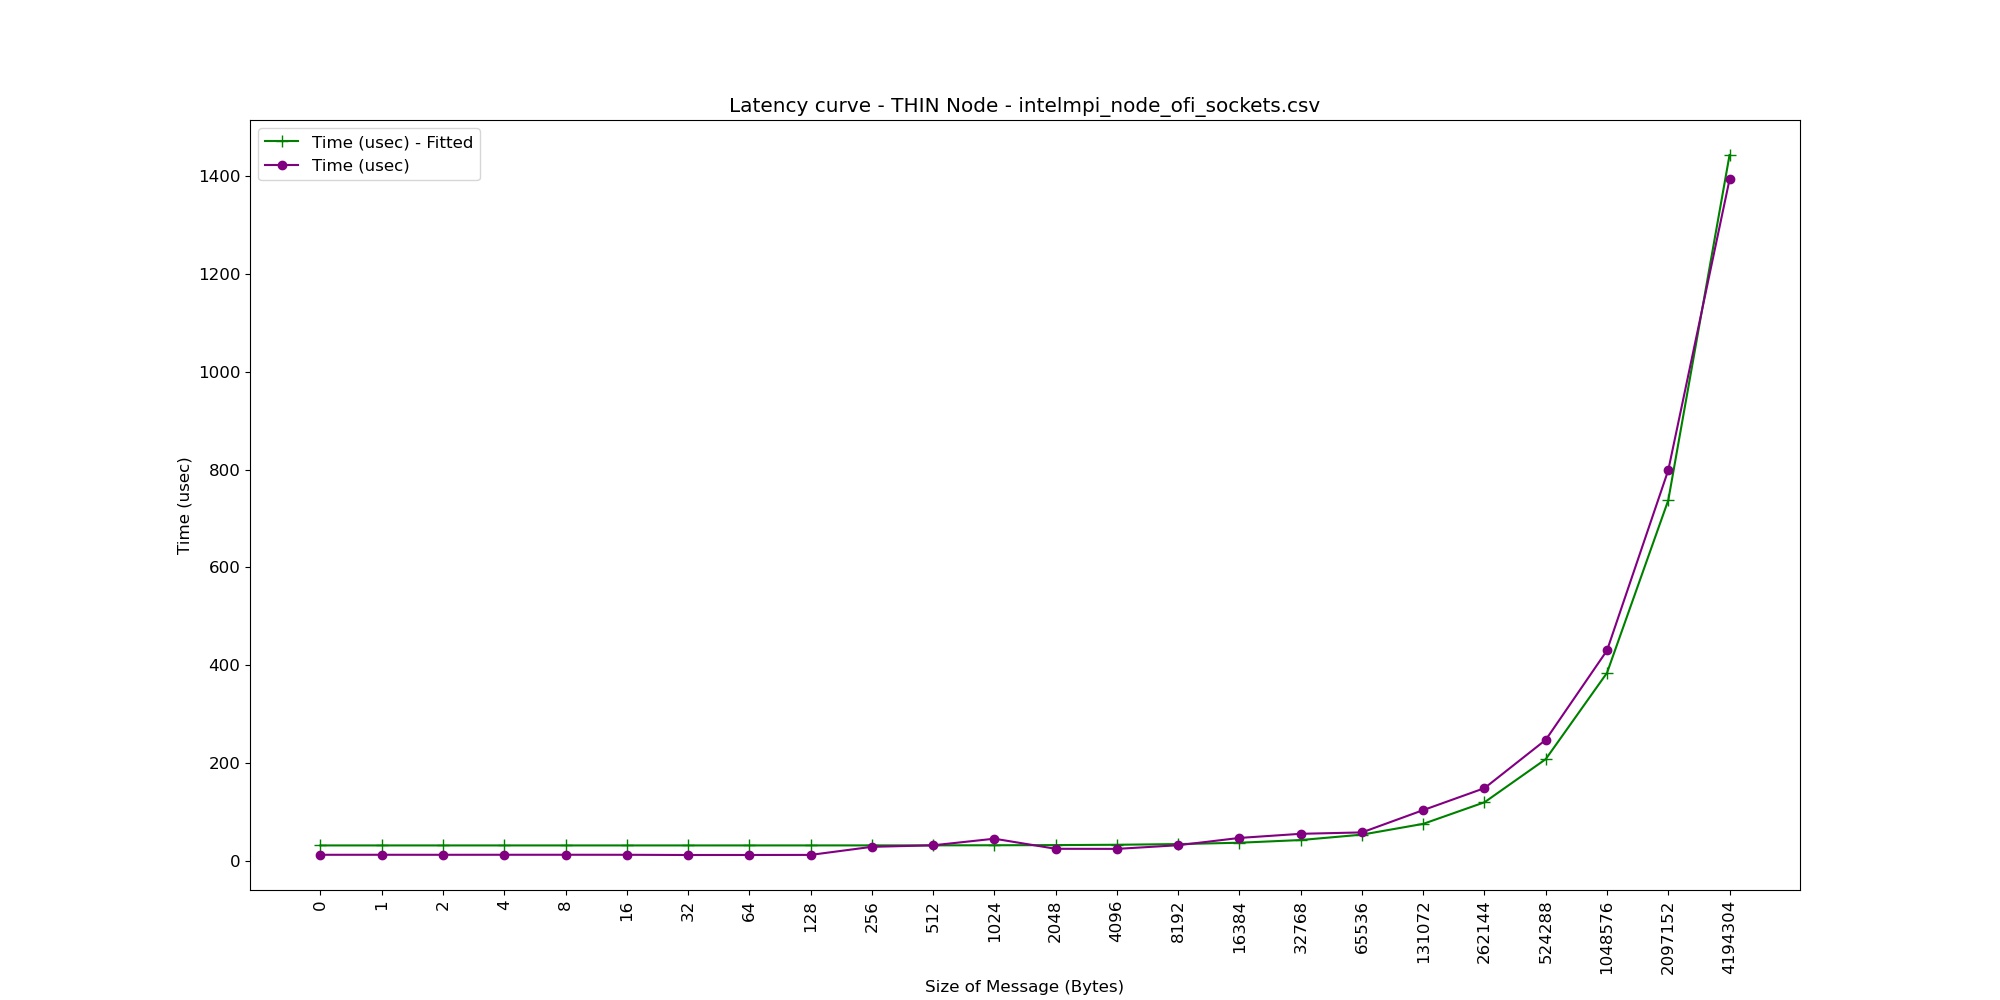 Latency curve - THIN Node - intelmpi_node_ofi_sockets.csv
Time (usec) - Fitted
Time (usec)
1400
1200
1000
800
600
400
200
0
Time (usec)
0 1 2 4 8 16 32 64 128 256 512 1024 2048 4096 8192 16384 32768 65536 131072 262144 524288 1048576 2097152 4194304
Size of Message (Bytes)